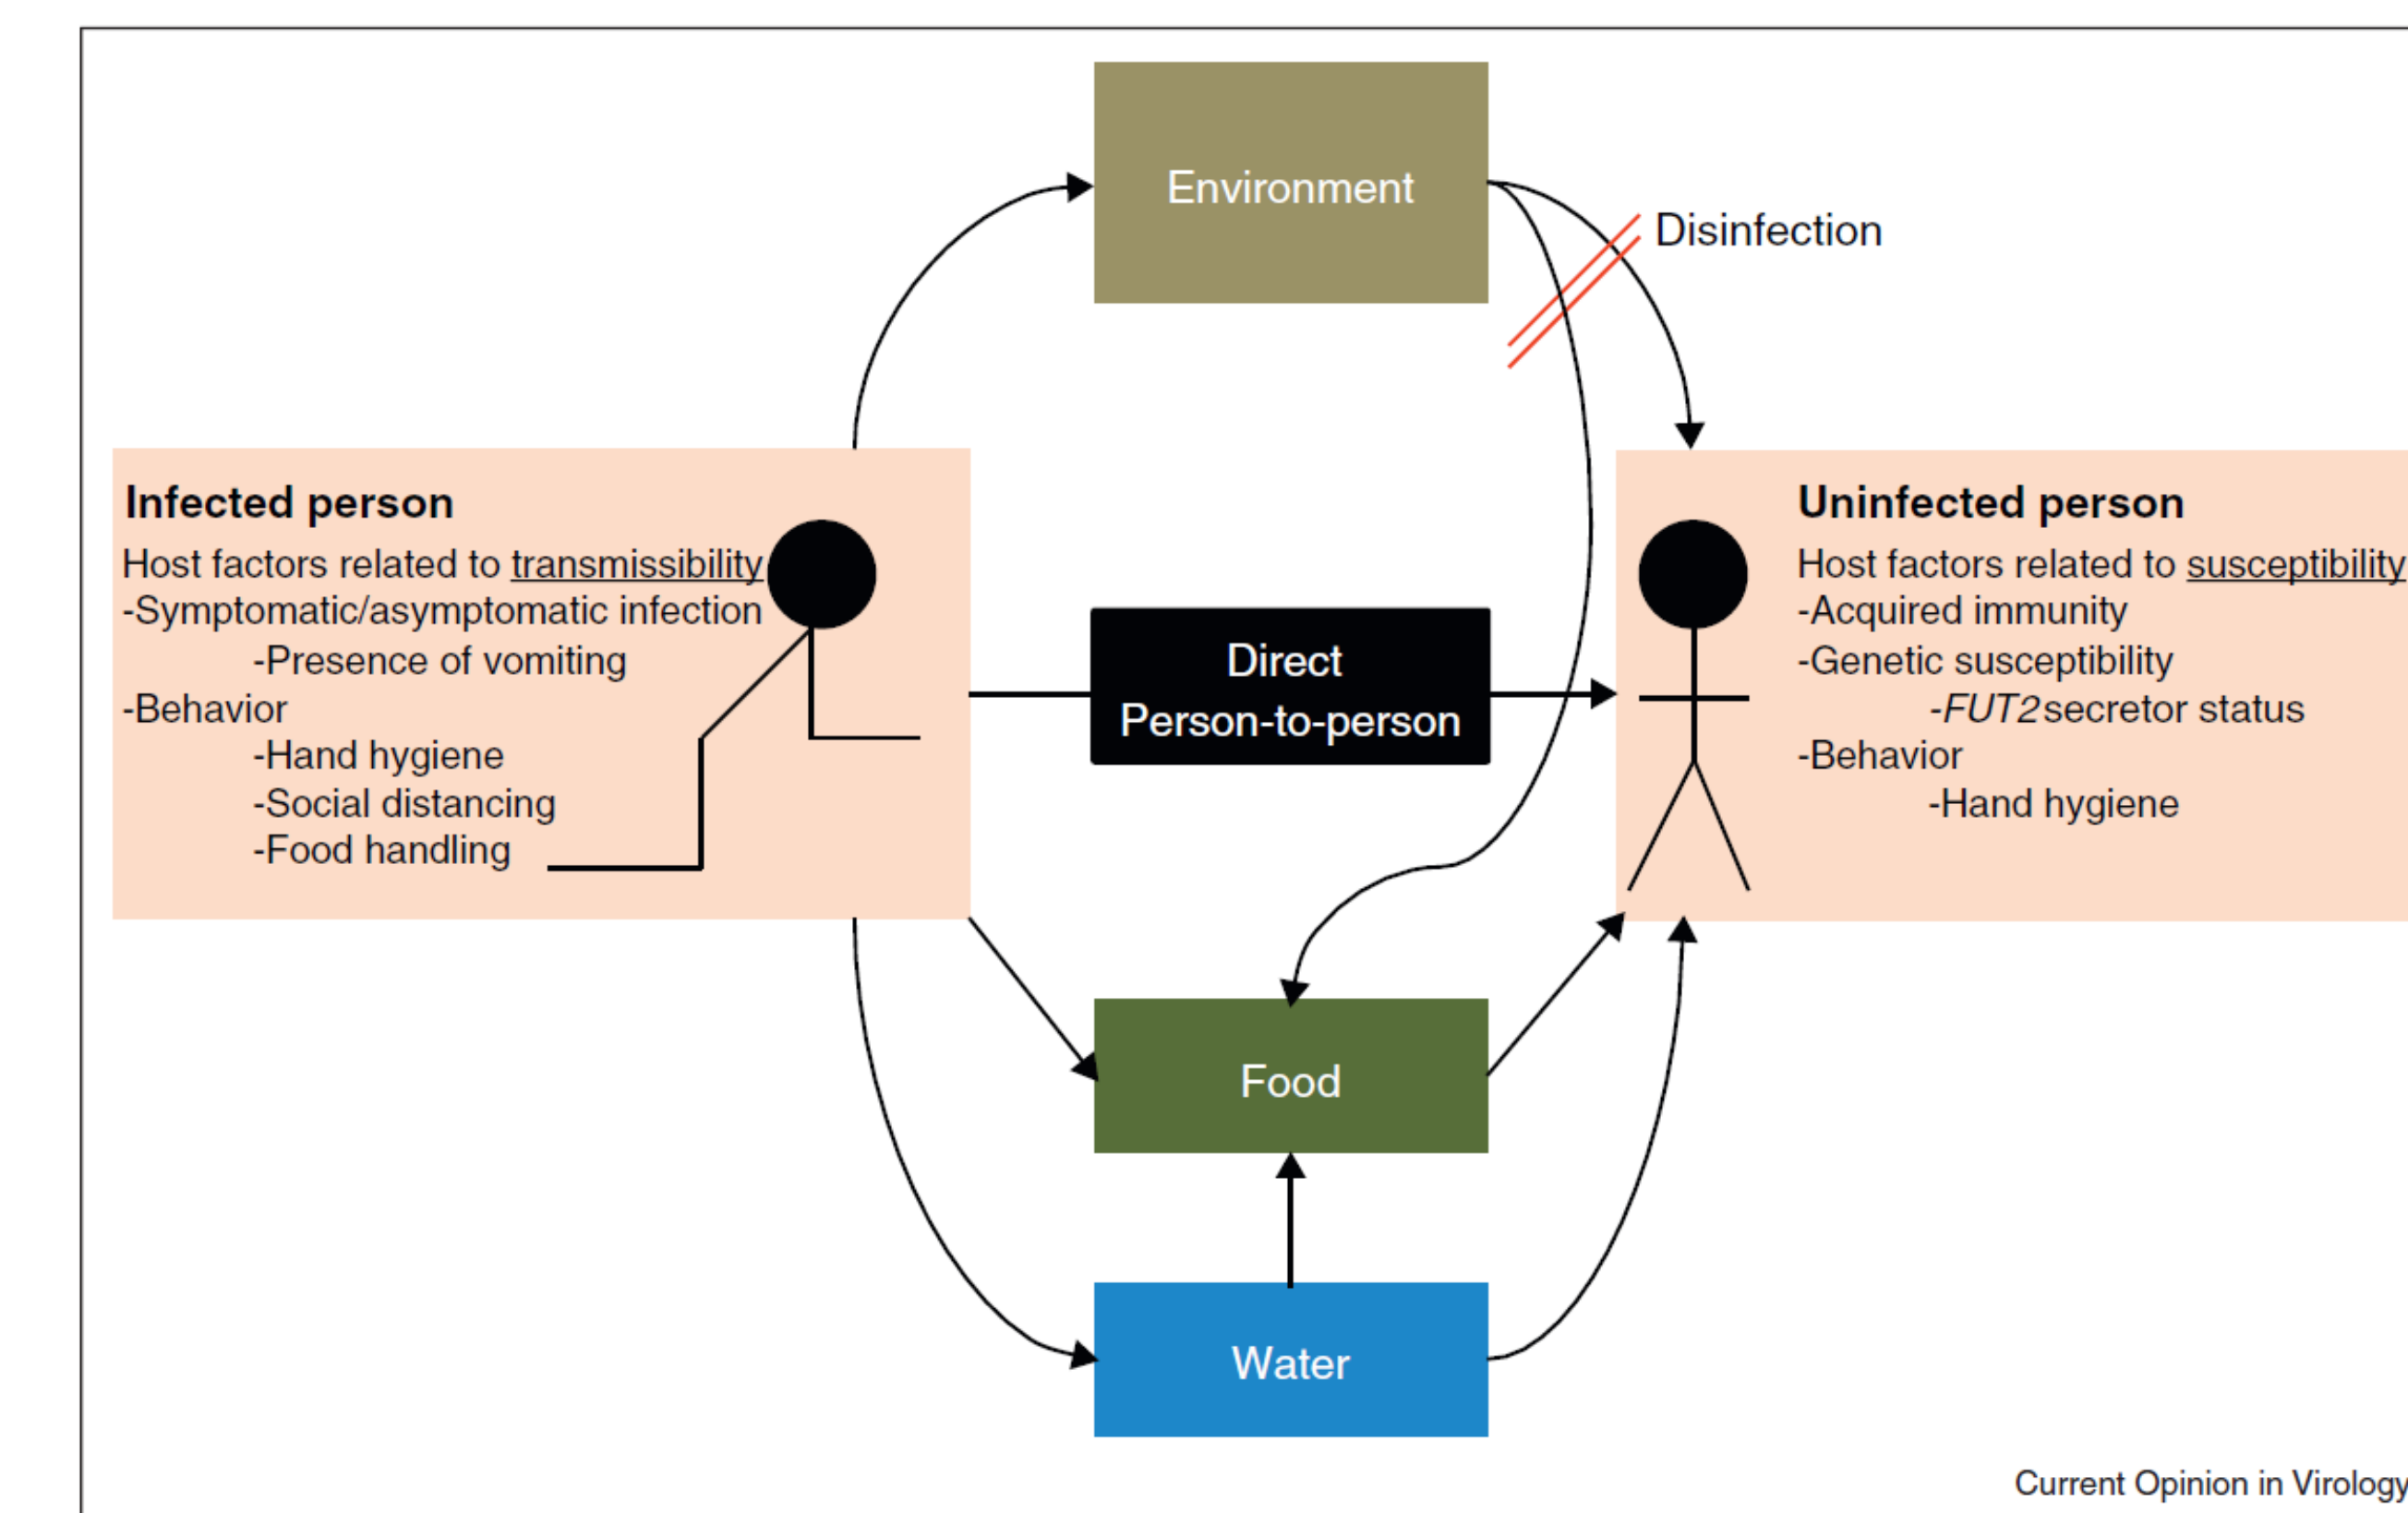 Environment
Disinfection
Infected person
Host factors related to transmissibility
-Symptomatic/asymptomatic infection
-Presence of vomiting
-Behavior
-Hand hygiene
-Social distancing
-Food handling
Direct
Person-to-person
Uninfected person
Host factors related to susceptibility
-Acquired immunity
-Genetic susceptibility
-FUT2 secretor status
-Behavior
-Hand hygiene
Food
Water
Current Opinion in Virology